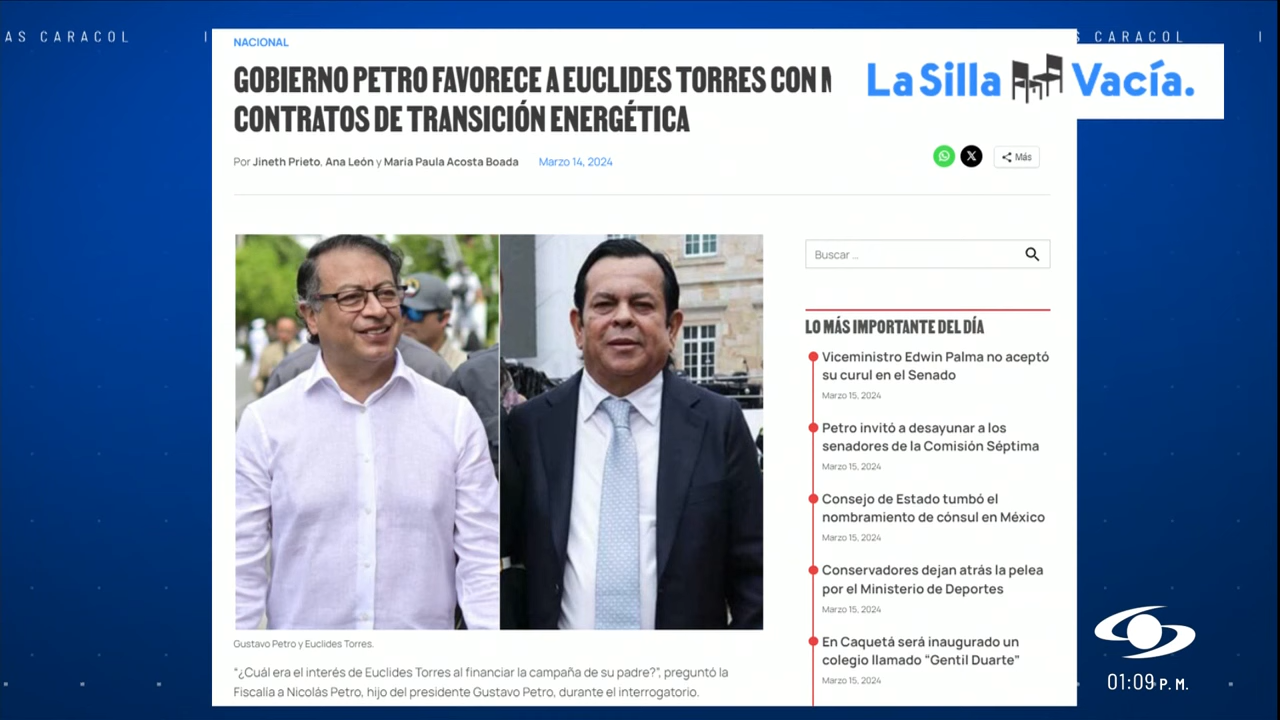 AS CARACOL
S CARACOL
NACIONAL
GOBIERNO PETRO FAVORECE A EUCLIDES TORRES CON
CONTRATOS DE TRANSICIÓN ENERGÉTICA
La Silla Vacía.
Por Jineth Prieto, Ana León y María Paula Acosta Boada Marzo 14, 2024
Más
Buscar ...
LO MÁS IMPORTANTE DEL DÍA
Viceministro Edwin Palma no aceptó
su curul en el Senado
Marzo 15, 2024
Petro invitó a desayunar a los
senadores de la Comisión Séptima
Marzo 15, 2024
Consejo de Estado tumbó el
nombramiento de cónsul en México
Marzo 15, 2024
Conservadores dejan atrás la pelea
por el Ministerio de Deportes
Marzo 15, 2024
En Caquetá será inaugurado un
colegio llamado “Gentil Duarte”
Marzo 15, 2024
Gustavo Petro y Euclides Torres.
“¿Cuál era el interés de Euclides Torres al financiar la campaña de su padre?”, preguntó la
Fiscalía a Nicolás Petro, hijo del presidente Gustavo Petro, durante el interrogatorio.
01:09 P. M.